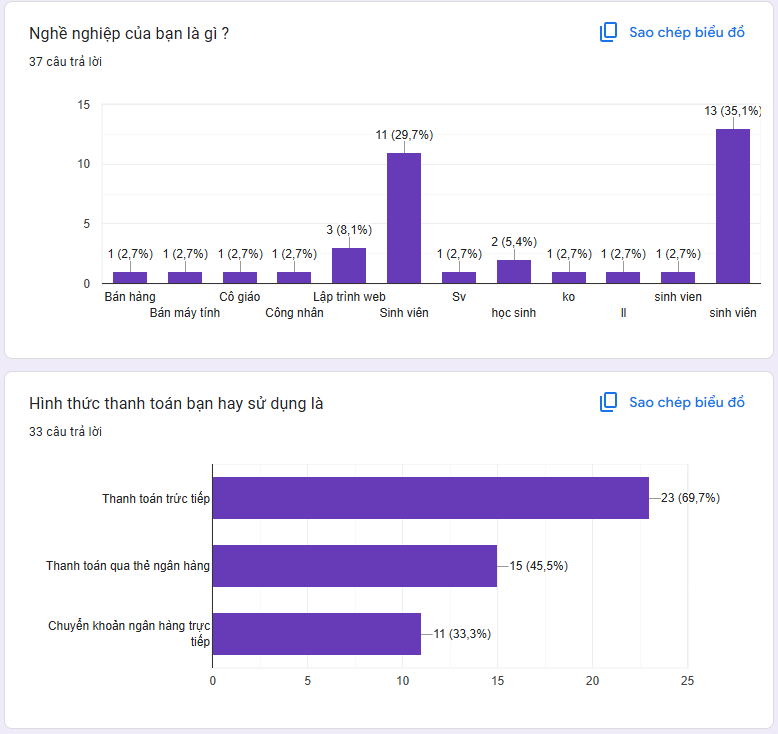 Nghề nghiệp của bạn là gì ?
Sao chép biểu đồ
37 câu trả lời
15
10
5
0
1 (2,7%)
1 (2,7%)
1 (2,7%)
1 (2,7%)
3 (8,1%)
11 (29,7%)
1 (2,7%)
2 (5,4%)
1 (2,7%)
1 (2,7%)
1 (2,7%)
13 (35,1%)
Bán hàng
Bán máy tính
Cô giáo
Công nhân
Lập trình web
Sinh viên
Sv
học sinh
ko
ll
sinh vien
sinh viên
Hình thức thanh toán bạn hay sử dụng là
Sao chép biểu đồ
33 câu trả lời
Thanh toán trức tiếp
23 (69,7%)
Thanh toán qua thẻ ngân hàng
15 (45,5%)
Chuyển khoản ngân hàng trực
tiếp
11 (33,3%)
0
5
10
15
20
25